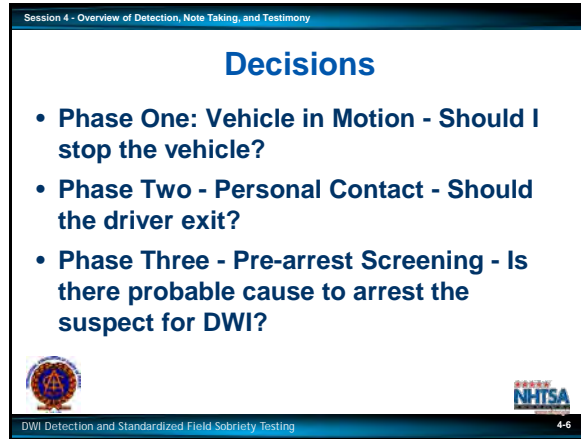 Session 4 - Overview of Detection, Note Taking, and Testimony
Decisions
• Phase One: Vehicle in Motion - Should I
stop the vehicle?
• Phase Two - Personal Contact - Should
the driver exit?
• Phase Three - Pre-arrest Screening - Is
there probable cause to arrest the
suspect for DWI?
NHTSA
DWI Detection and Standardized Field Sobriety Testing
4-6